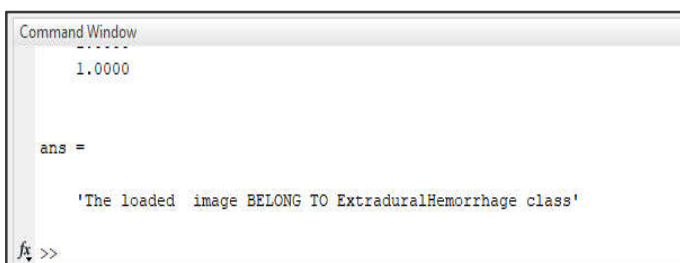 Command Window
1.0000
ans =
'The loaded  image BELONG TO ExtraduralHemorrhage class'
fx >>